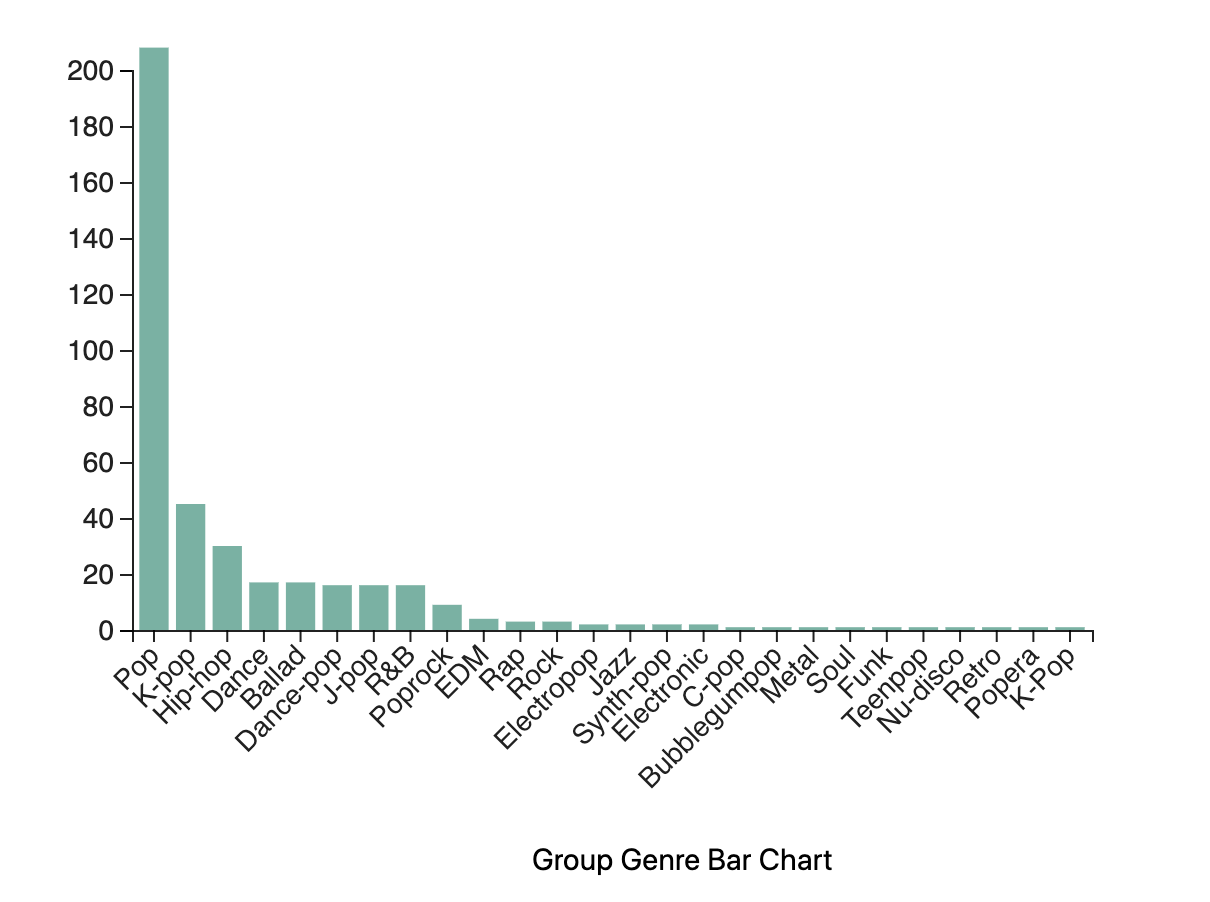 200
180
160
140
120
100
80
60
40
20
0
Pop
K-pop
Hip-hop
Dance
Ballad
Dance-pop
J-pop
R&B
Poprock
EDM
Rap
Rock
Electropop
Jazz
Synth-pop
Electronic
C-pop
Bubblegumpop
Metal
Soul
Funk
Teenpop
Nu-disco
Retro
Popera
K-Pop
Group Genre Bar Chart